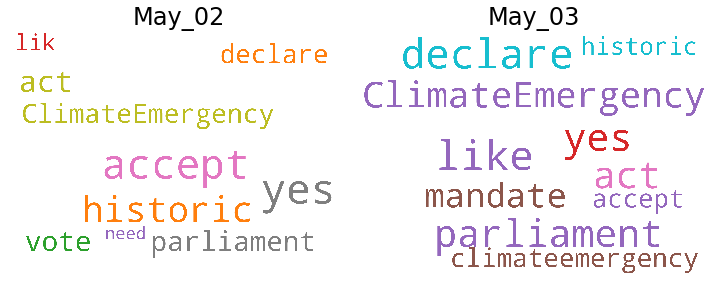 May_02
lik
declare
act
ClimateEmergency
accept
yes
historic
vote
need
parliament
May_03
declare
historic
ClimateEmergency
yes
like
act
mandate
accept
parliament
climateemergency